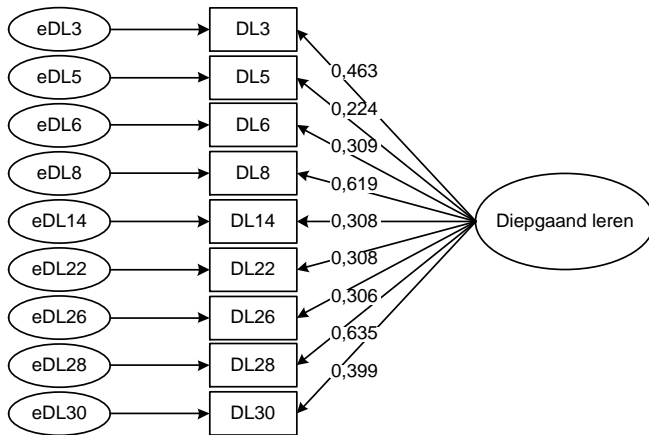 eDL3 DL3
0,463
eDL5 DL5
0,224
eDL6 DL6
0,309
eDL8 DL8
0,619
eDL14 DL14 0,308 Diepgaand leren
0,308
eDL22 DL22
0,306
eDL26 DL26
0,635
eDL28 DL28
0,399
eDL30 DL30